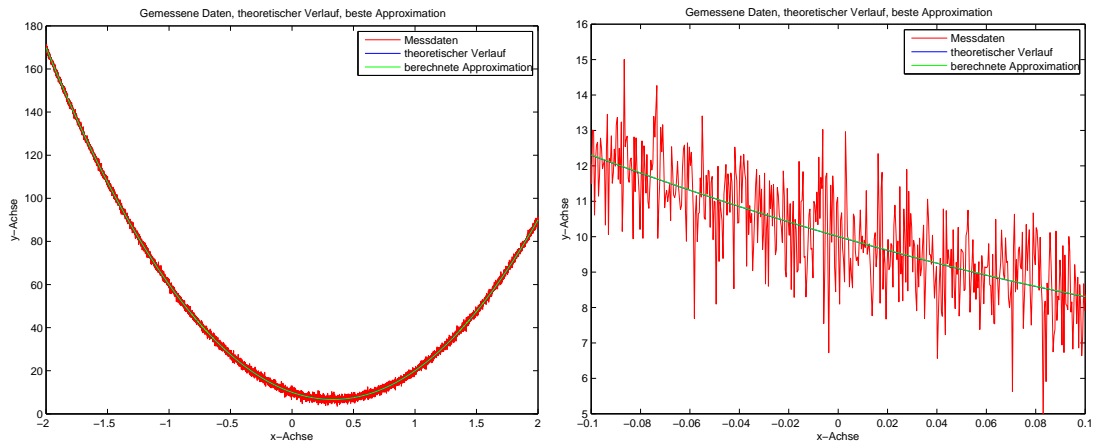 Gemessene Daten, theoretischer Verlauf, beste Approximation
180
160
140
120
100
80
60
40
20
0
y−Achse
Messdaten
theoretischer Verlauf
berechnete Approximation
−2 −1.5 −1 −0.5 0 0.5 1 1.5 2
x−Achse
Gemessene Daten, theoretischer Verlauf, beste Approximation
16
15
14
13
12
11
10
9
8
7
6
5
y−Achse
Messdaten
theoretischer Verlauf
berechnete Approximation
−0.1 −0.08 −0.06 −0.04 −0.02 0 0.02 0.04 0.06 0.08 0.1
x−Achse